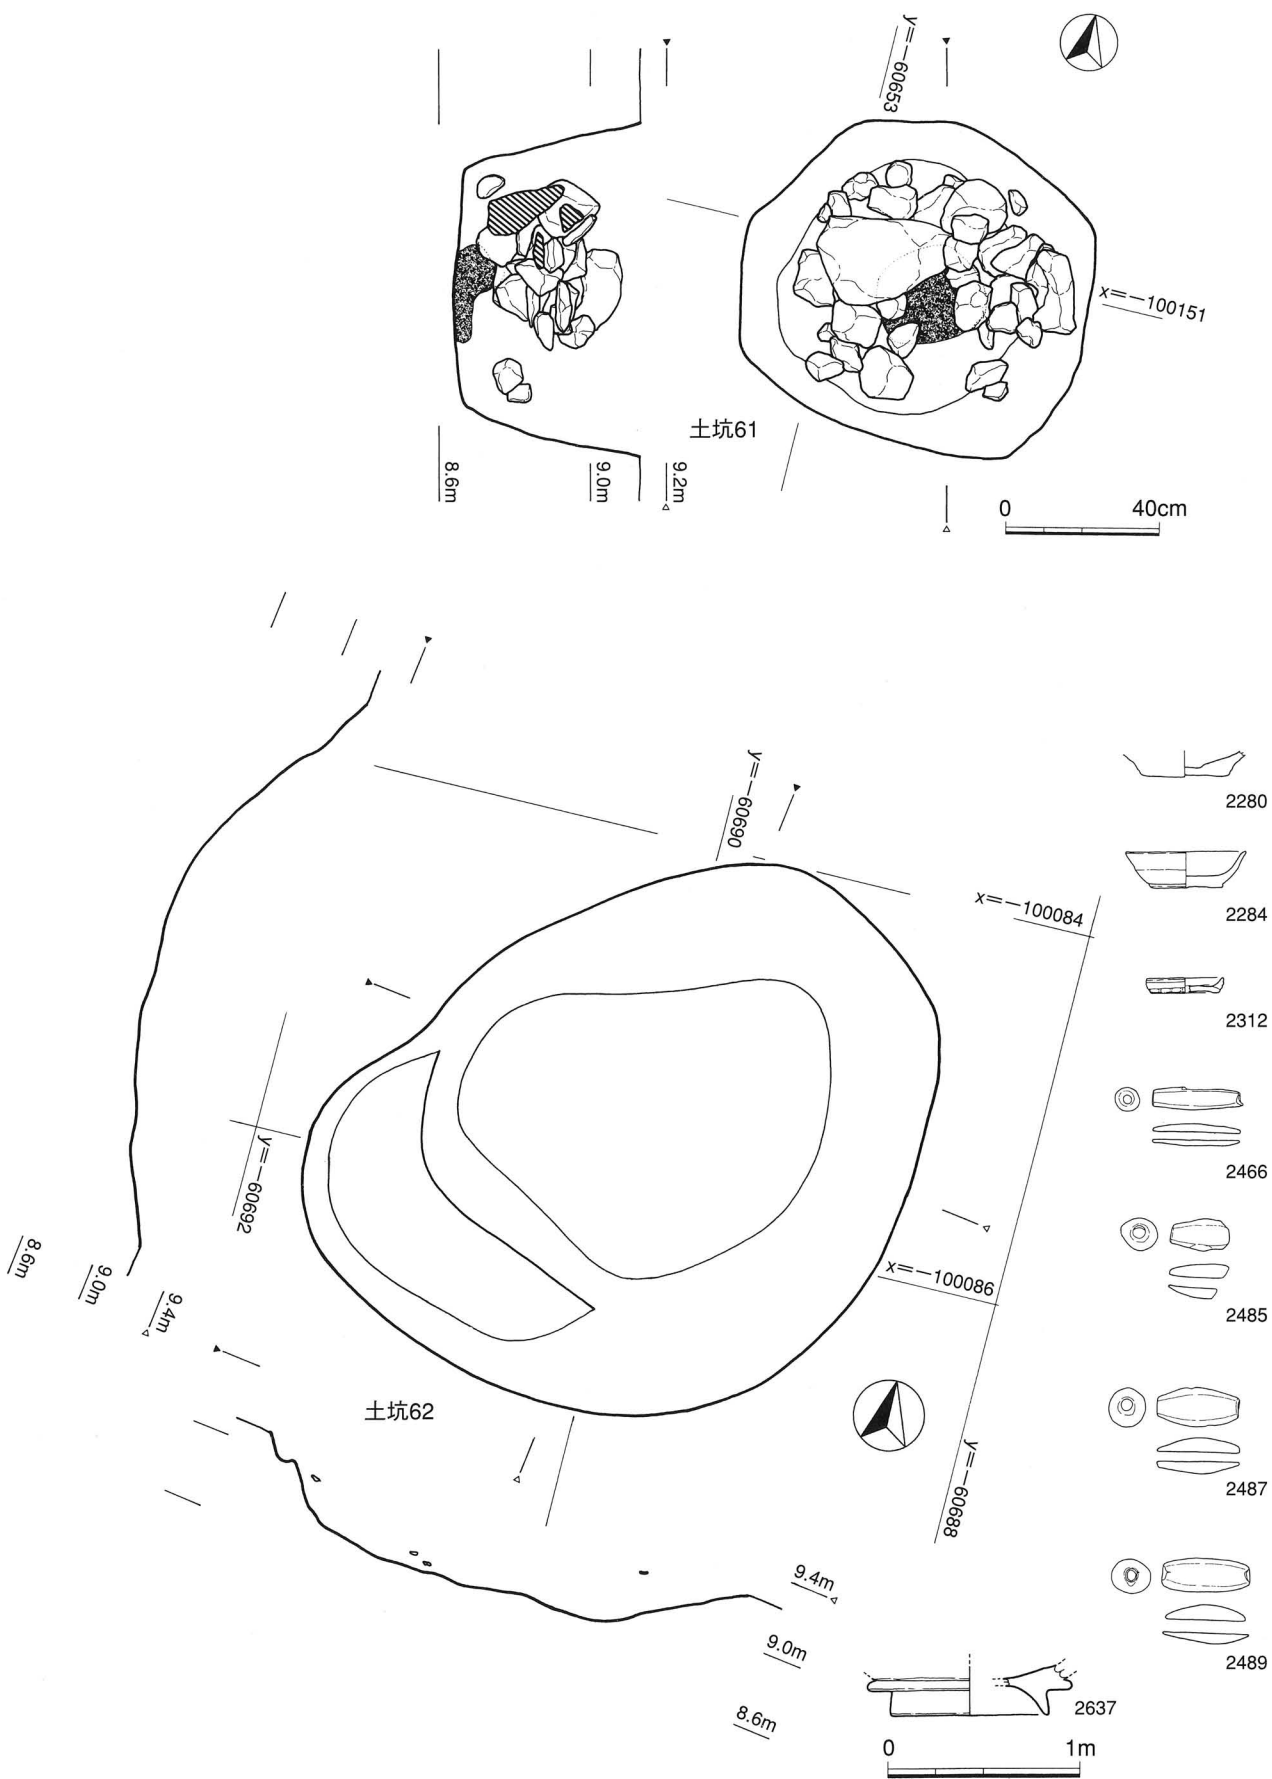 y=-60653
x=-100151
土坑61
8.6m
9.0m
9.2m
0 40cm
y=-60690
x=-100084
2280
2284
2312
2466
y=-60692
8.6m
9.0m
9.4m
x=-100086
2485
土坑62
y=-60688
2487
9.4m
9.0m
8.6m
2489
2637
0 1m